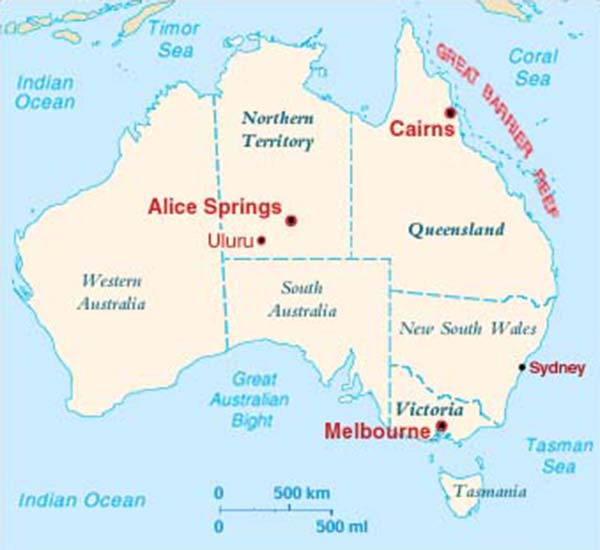 Timor
Sea
Coral
Sea
Indian
Ocean
GREAT BARRIER REEF
Northern
Territory
Cairns
Alice Springs
Uluru
Queensland
Western
Australia
South
Australia
New South Wales
Sydney
Great
Australian
Bight
Victoria
Melbourne
Tasman
Sea
Tasmania
Indian Ocean
0 500 km
0 500 ml